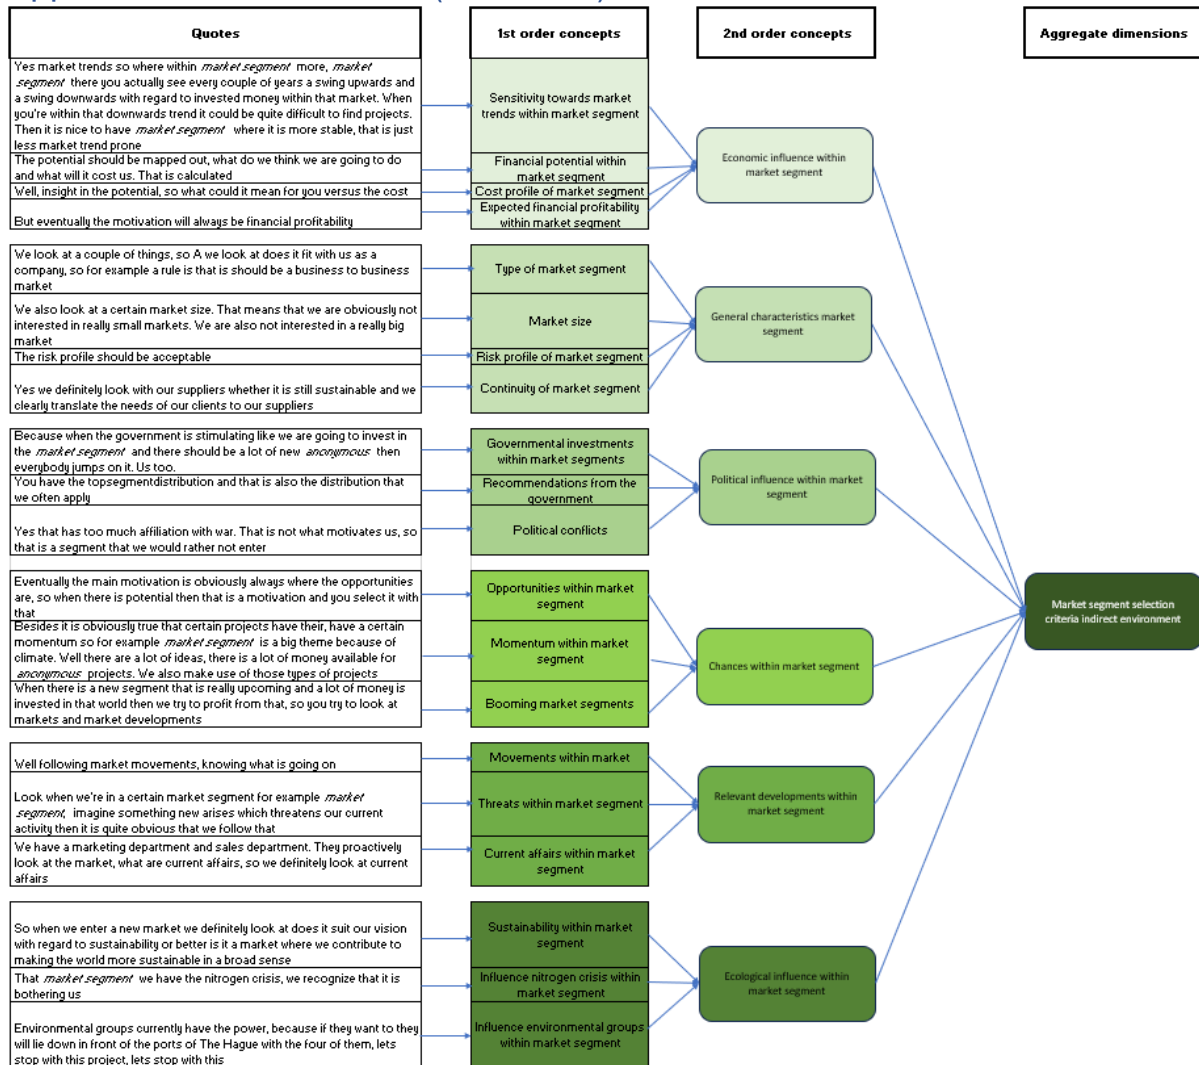 Quotes
1st order concepts
2nd order concepts
Aggregate dimensions
Yes market trends so where within market segment more, market
segment there you actually see every couple of years a swing upwards and
a swing downwards with regard to invested money within that market. When
you're within that downwards trend it could be quite difficult to find projects.
Then it is nice to have market segment where it is more stable, that is just
less market trend prone
Sensitivity towards market
trends within market segment
The potential should be mapped out, what do we think we are going to do
and what will it cost us. That is calculated
Financial potential within
market segment
Well, insight in the potential, so what could it mean for you versus the cost
Cost profile of market segment
But eventually the motivation will always be financial profitability
Expected financial profitability
within market segment
Economic influence within
market segment
We look at a couple of things, so A we look at does it fit with us as a
company, so for example a rule is that is should be a business to business
market
Type of market segment
We also look at a certain market size. That means that we are obviously not
interested in really small markets. We are also not interested in a really big
market
Market size
The risk profile should be acceptable
Risk profile of market segment
Yes we definitely look with our suppliers whether it is still sustainable and we
clearly translate the needs of our clients to our suppliers
Continuity of market segment
General characteristics market
segment
Because when the government is stimulating like we are going to invest in
the market segment and there should be a lot of new anonymous then
everybody jumps on it. Us too.
Governmental investments
within market segments
You have the topsegmentdistribution and that is also the distribution that
we often apply
Recommendations from the
government
Yes that has too much affiliation with war. That is not what motivates us, so
that is a segment that we would rather not enter
Political conflicts
Political influence within market
segment
Eventually the main motivation is obviously always where the opportunities
are, so when there is potential then that is a motivation and you select it with
that
Opportunities within market
segment
Besides it is obviously true that certain projects have their, have a certain
momentum so for example market segment is a big theme because of
climate. Well there are a lot of ideas, there is a lot of money available for
anonymous projects. We also make use of those types of projects
Momentum within market
segment
When there is a new segment that is really upcoming and a lot of money is
invested in that world then we try to profit from that, so you try to look at
markets and market developments
Booming market segments
Chances within market segment
Market segment selection
criteria indirect environment
Well following market movements, knowing what is going on
Movements within market
Look when we're in a certain market segment for example market
segment, imagine something new arises which threatens our current
activity then it is quite obvious that we follow that
Threats within market segment
We have a marketing department and sales department. They proactively
look at the market, what are current affairs, so we definitely look at current
affairs
Current affairs within market
segment
Relevant developments within
market segment
So when we enter a new market we definitely look at does it suit our vision
with regard to sustainability or better is it a market where we contribute to
making the world more sustainable in a broad sense
Sustainability within market
segment
That market segment we have the nitrogen crisis, we recognize that it is
bothering us
Influence nitrogen crisis within
market segment
Environmental groups currently have the power, because if they want to they
will lie down in front of the ports of The Hague with the four of them, lets
stop with this project, lets stop with this
Influence environmental groups
within market segment
Ecological influence within
market segment